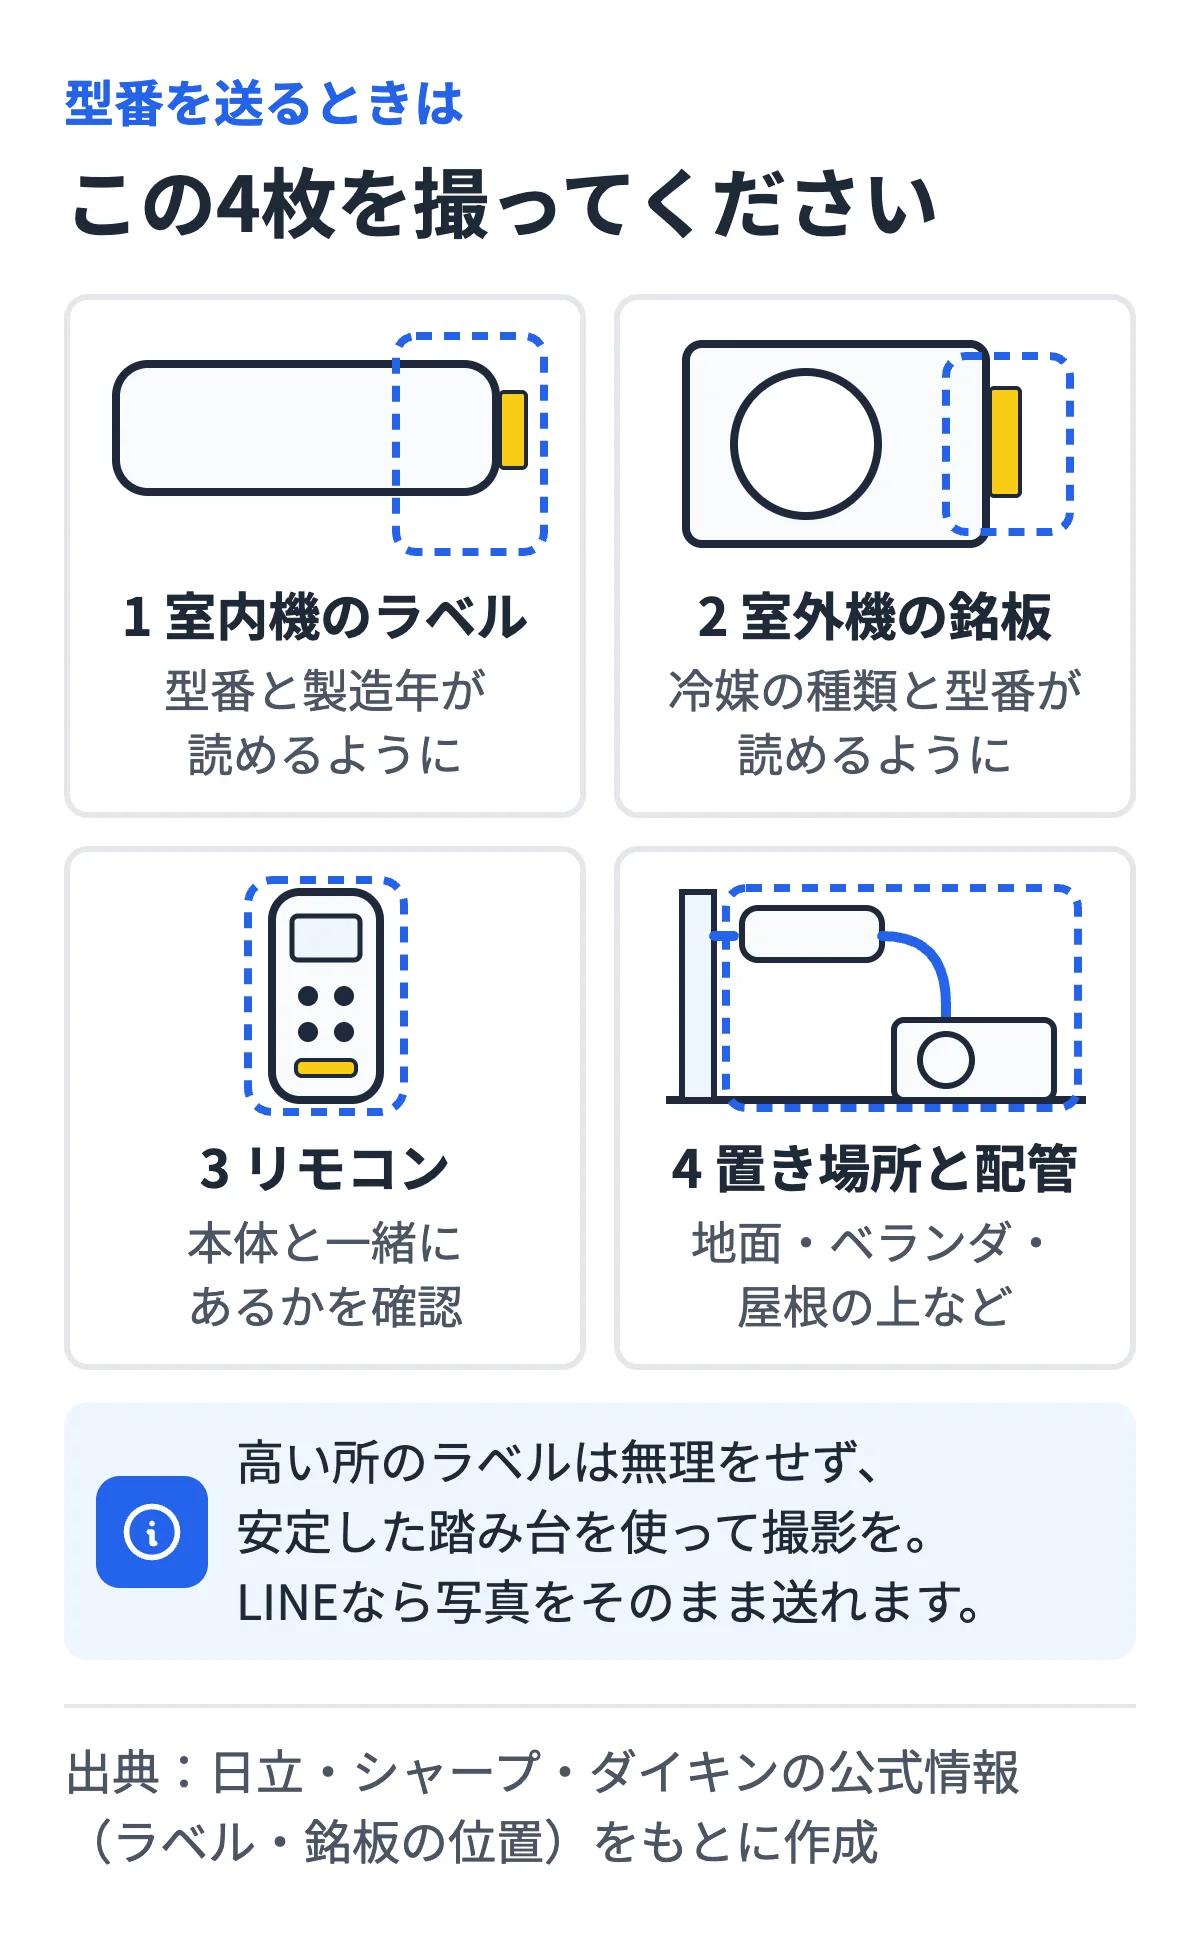 型番を送るときは
この4枚を撮ってください
1 室内機のラベル
型番と製造年が
読めるように
2 室外機の銘板
冷媒の種類と型番が
読めるように
3 リモコン
本体と一緒に
あるかを確認
4 置き場所と配管
地面・ベランダ・
屋根の上など
高い所のラベルは無理をせず、
安定した踏み台を使って撮影を。
LINEなら写真をそのまま送れます。
出典：日立・シャープ・ダイキンの公式情報
（ラベル・銘板の位置）をもとに作成